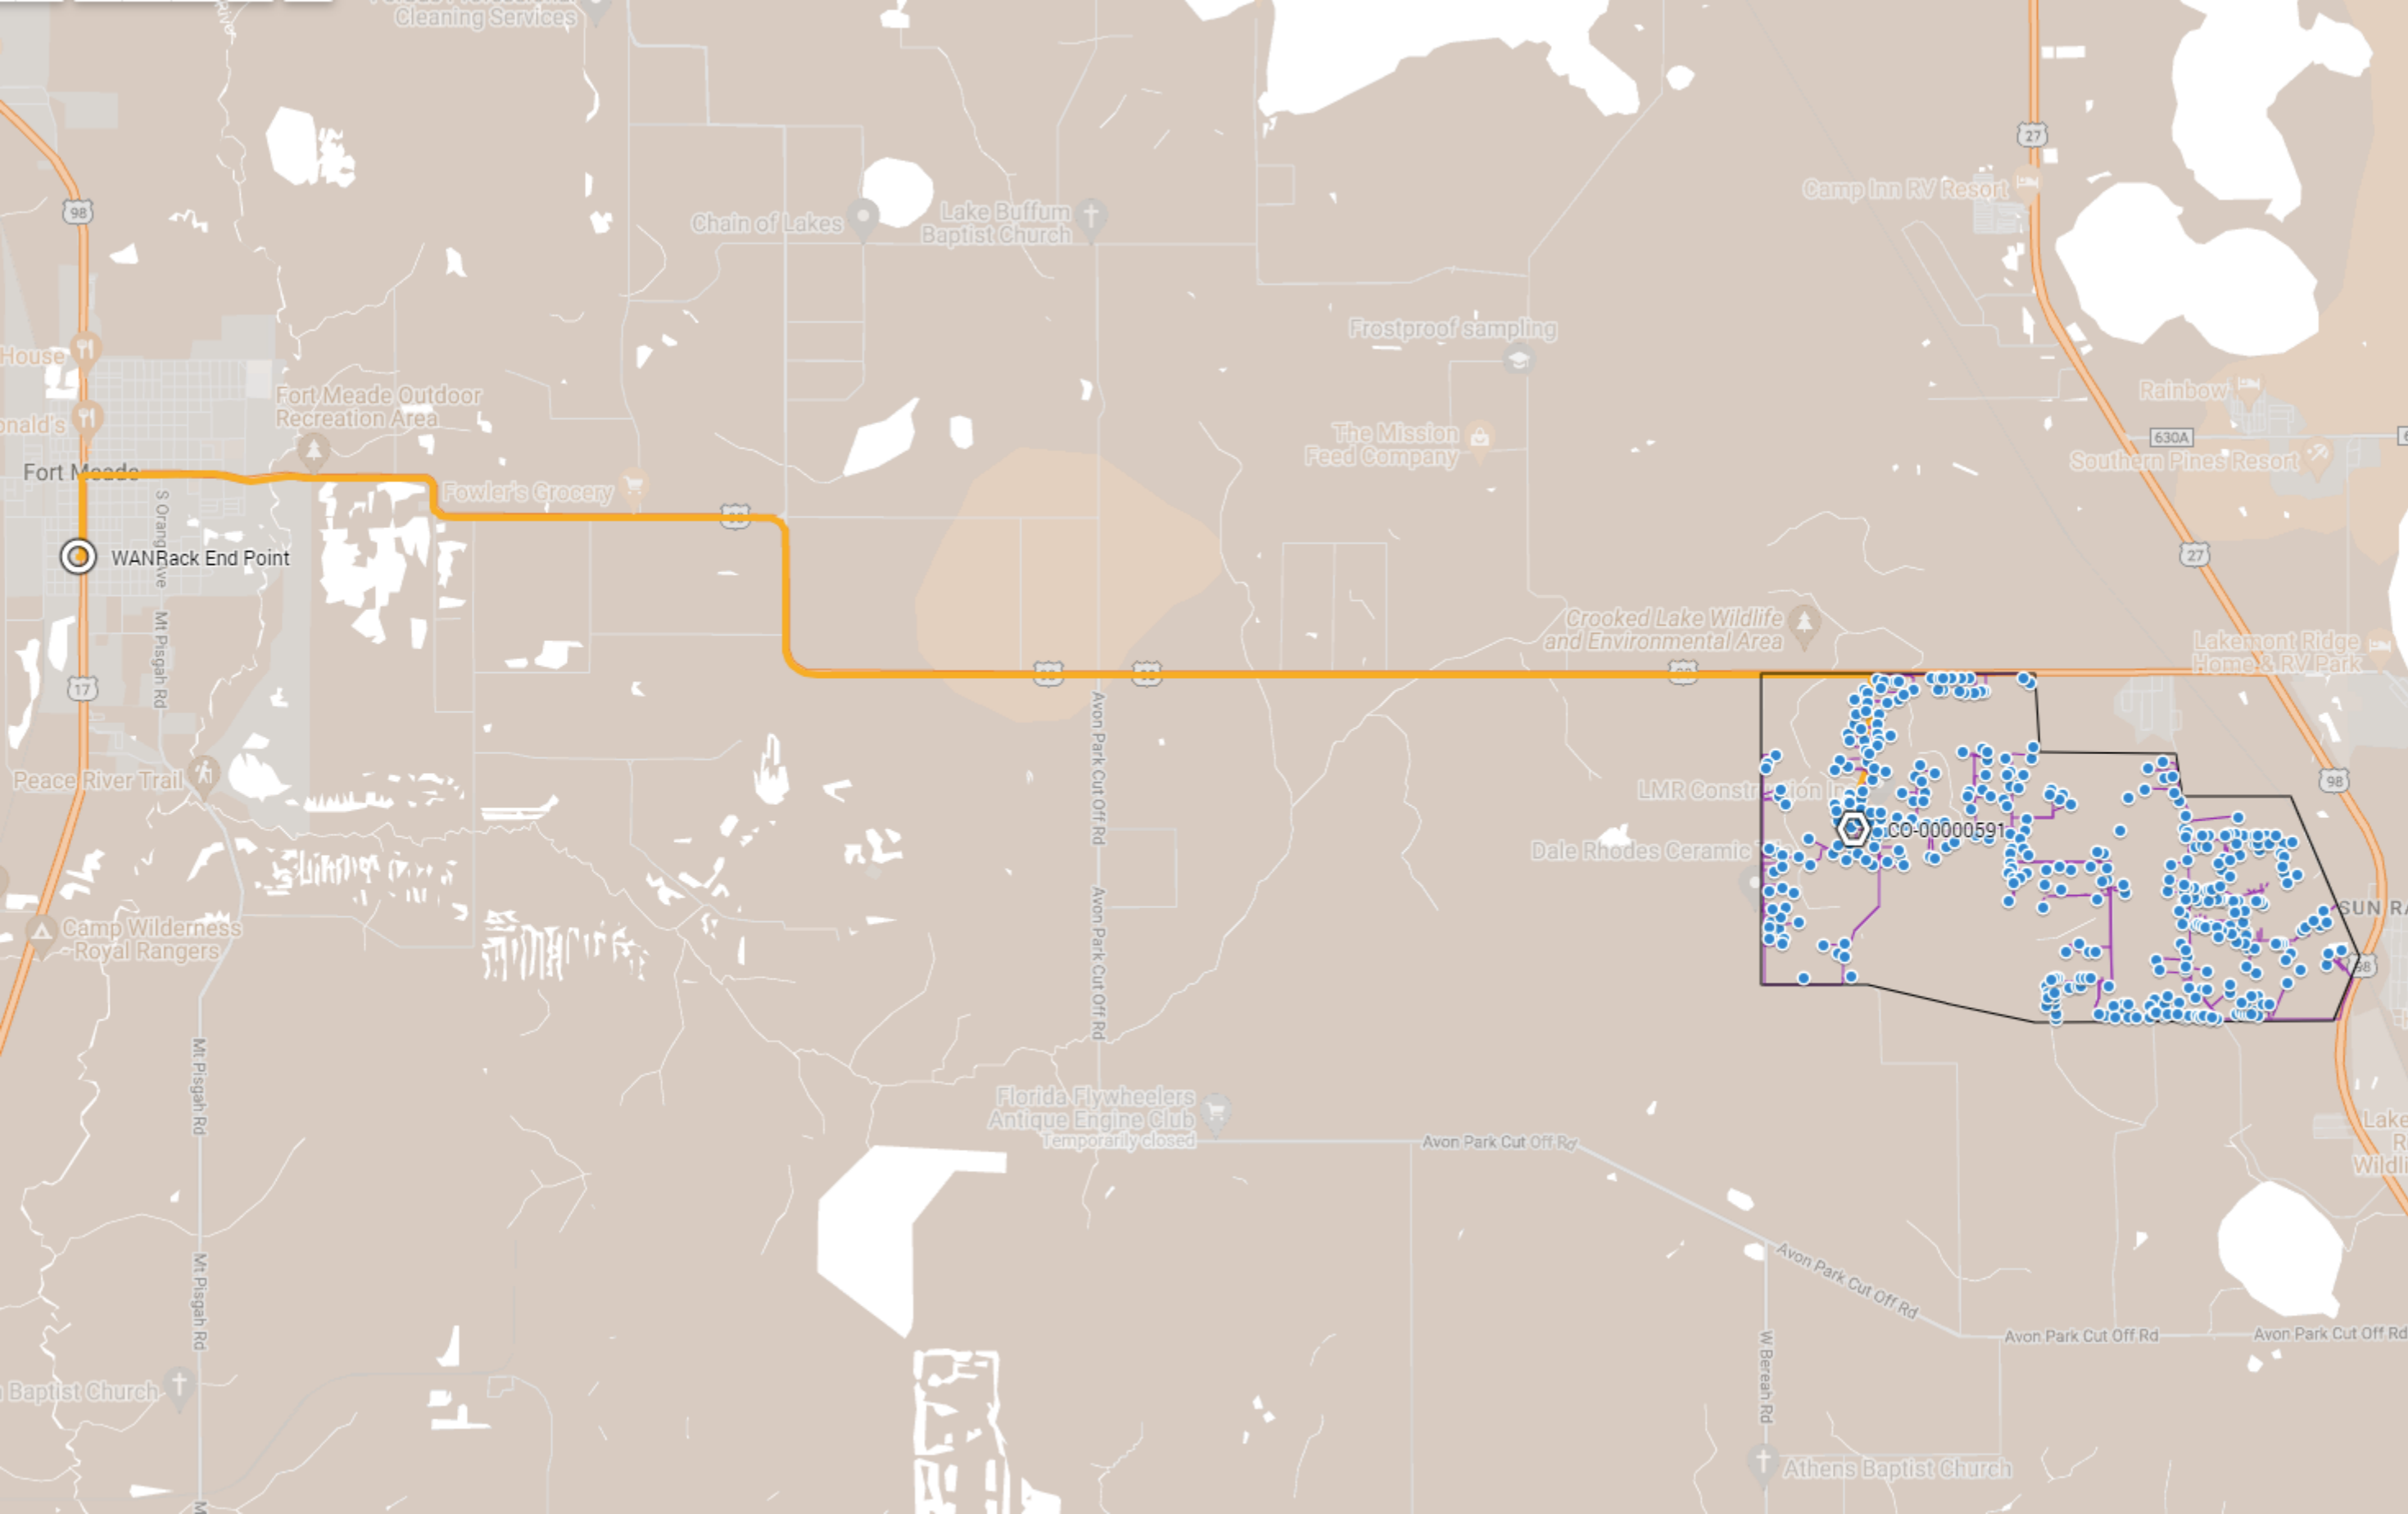 Cleaning Services
98
27
Camp Inn RV Resort
Chain of Lakes
Lake Buffum
Baptist Church
Frostproof sampling
House
Rainbow
Fort Meade Outdoor
Recreation Area
onald's
The Mission
Feed Company
630A
Southern Pines Resort
Fort Meade
Fowler's Grocery
WANRack End Point
S Orange Ave
27
Crooked Lake Wildlife
and Environmental Area
Lakemont Ridge
Home & RV Park
Mt Pisgah Rd
17
Avon Park Cut Off Rd
Peace River Trail
LMR Construction In
98
CO-00000591
Dale Rhodes Ceramic
SUN RA
Camp Wilderness
Royal Rangers
Avon Park Cut Off Rd
98
Mt Pisgah Rd
Florida Flywheelers
Antique Engine Club
Temporarily closed
Avon Park Cut Off Rd
Lake
R
Wildli
Avon Park Cut Off Rd
Mt Pisgah Rd
Avon Park Cut Off Rd
Avon Park Cut Off Rd
W Bereah Rd
Baptist Church
Athens Baptist Church